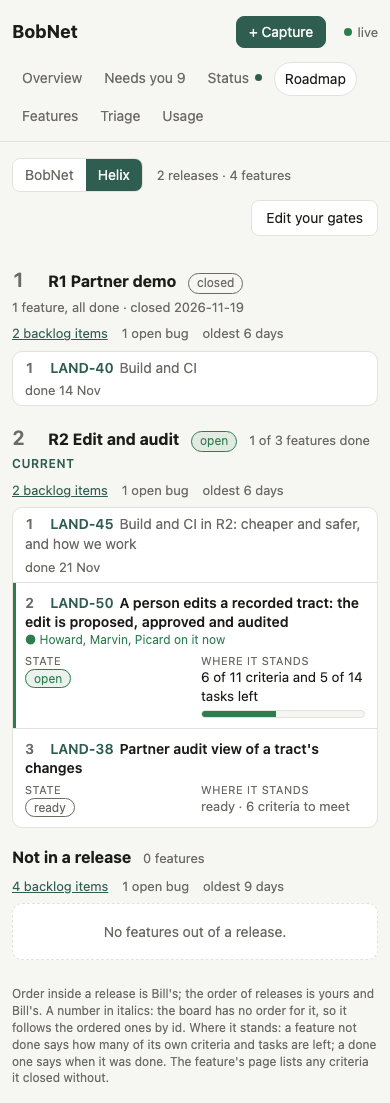 BobNet
+ Capture
live
Overview
Needs you 9
Status
Roadmap
Features
Triage
Usage
BobNet
Helix
2 releases · 4 features
Edit your gates
1 R1 Partner demo closed
1 feature, all done · closed 2026-11-19
2 backlog items 1 open bug oldest 6 days
1 LAND-40 Build and CI
done 14 Nov
2 R2 Edit and audit open 1 of 3 features done
CURRENT
2 backlog items 1 open bug oldest 6 days
1 LAND-45 Build and CI in R2: cheaper and safer,
and how we work
done 21 Nov
2 LAND-50 A person edits a recorded tract: the
edit is proposed, approved and audited
Howard, Marvin, Picard on it now
STATE
open
WHERE IT STANDS
6 of 11 criteria and 5 of 14
tasks left
3 LAND-38 Partner audit view of a tract's
changes
STATE
ready
WHERE IT STANDS
ready · 6 criteria to meet
Not in a release 0 features
4 backlog items 1 open bug oldest 9 days
No features out of a release.
Order inside a release is Bill's; the order of releases is yours and
Bill's. A number in italics: the board has no order for it, so it
follows the ordered ones by id. Where it stands: a feature not
done says how many of its own criteria and tasks are left; a done
one says when it was done. The feature's page lists any criteria
it closed without.